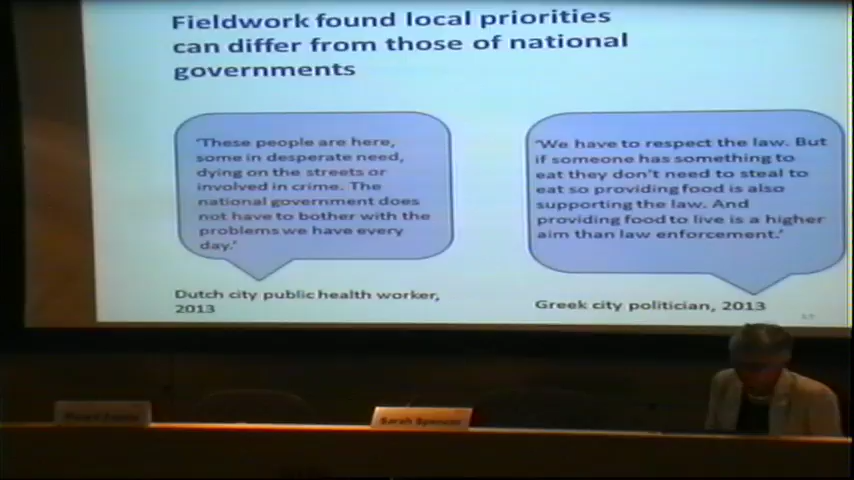 Fieldwork found local priorities
can differ from those of national
governments
'These people are here,
some in desperate need,
dying on the streets or
involved in crime. The
national government does
not have to bother with the
problems we have every
day.'
Dutch city public health worker,
2013
'We have to respect the law. But
if someone has something to
eat they don't need to steal to
eat so providing food is also
supporting the law. And
providing food to live is a higher
aim than law enforcement.'
Greek city politician, 2013
Sarah Spencer